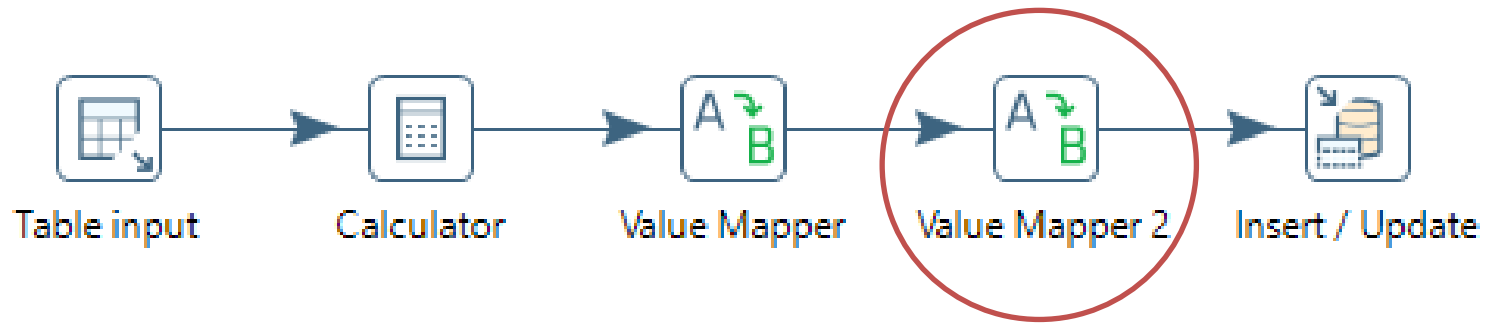 A B
A B
Table input
Calculator
Value Mapper
Value Mapper 2
Insert / Update